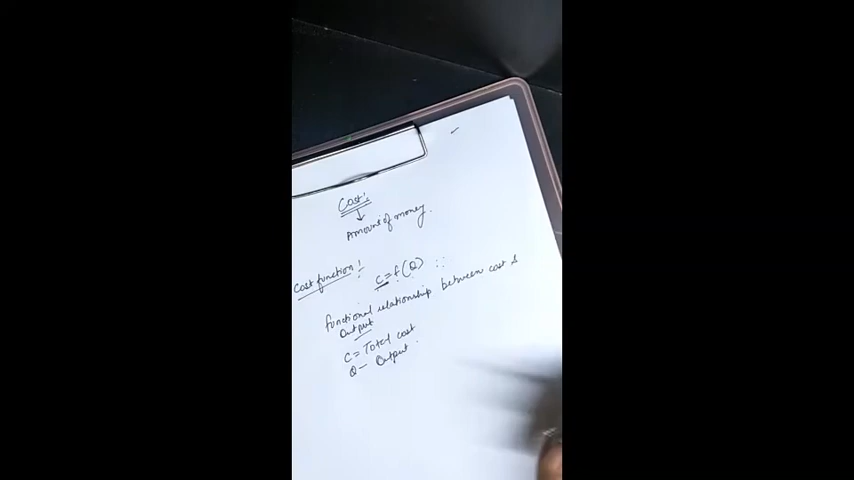 Cost:
Amount of money.
Cost function:
C = f(Q)
functional relationship between cost &
Output
C = Total cost
Q - Output.